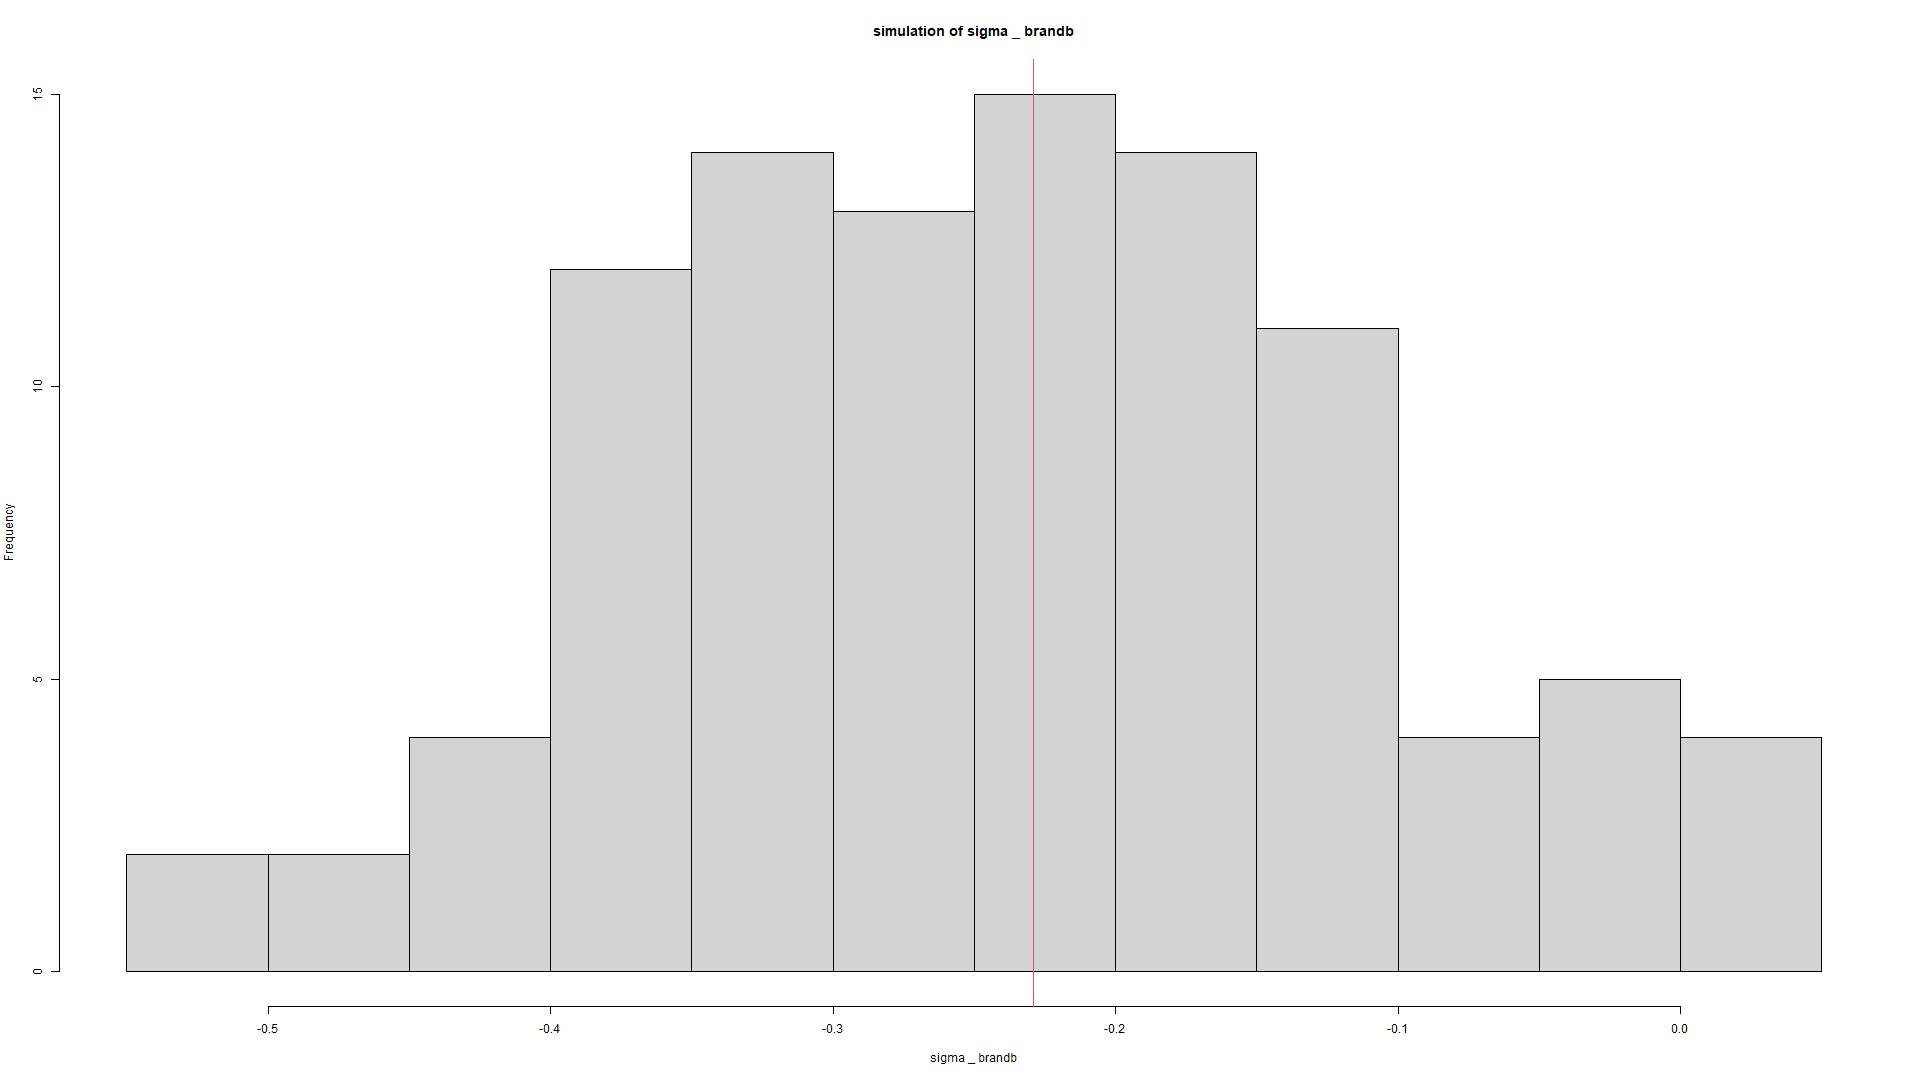 simulation of sigma _ brandb
15
10
5
0
Frequency
-0.5 -0.4 -0.3 -0.2 -0.1 0.0
sigma _ brandb